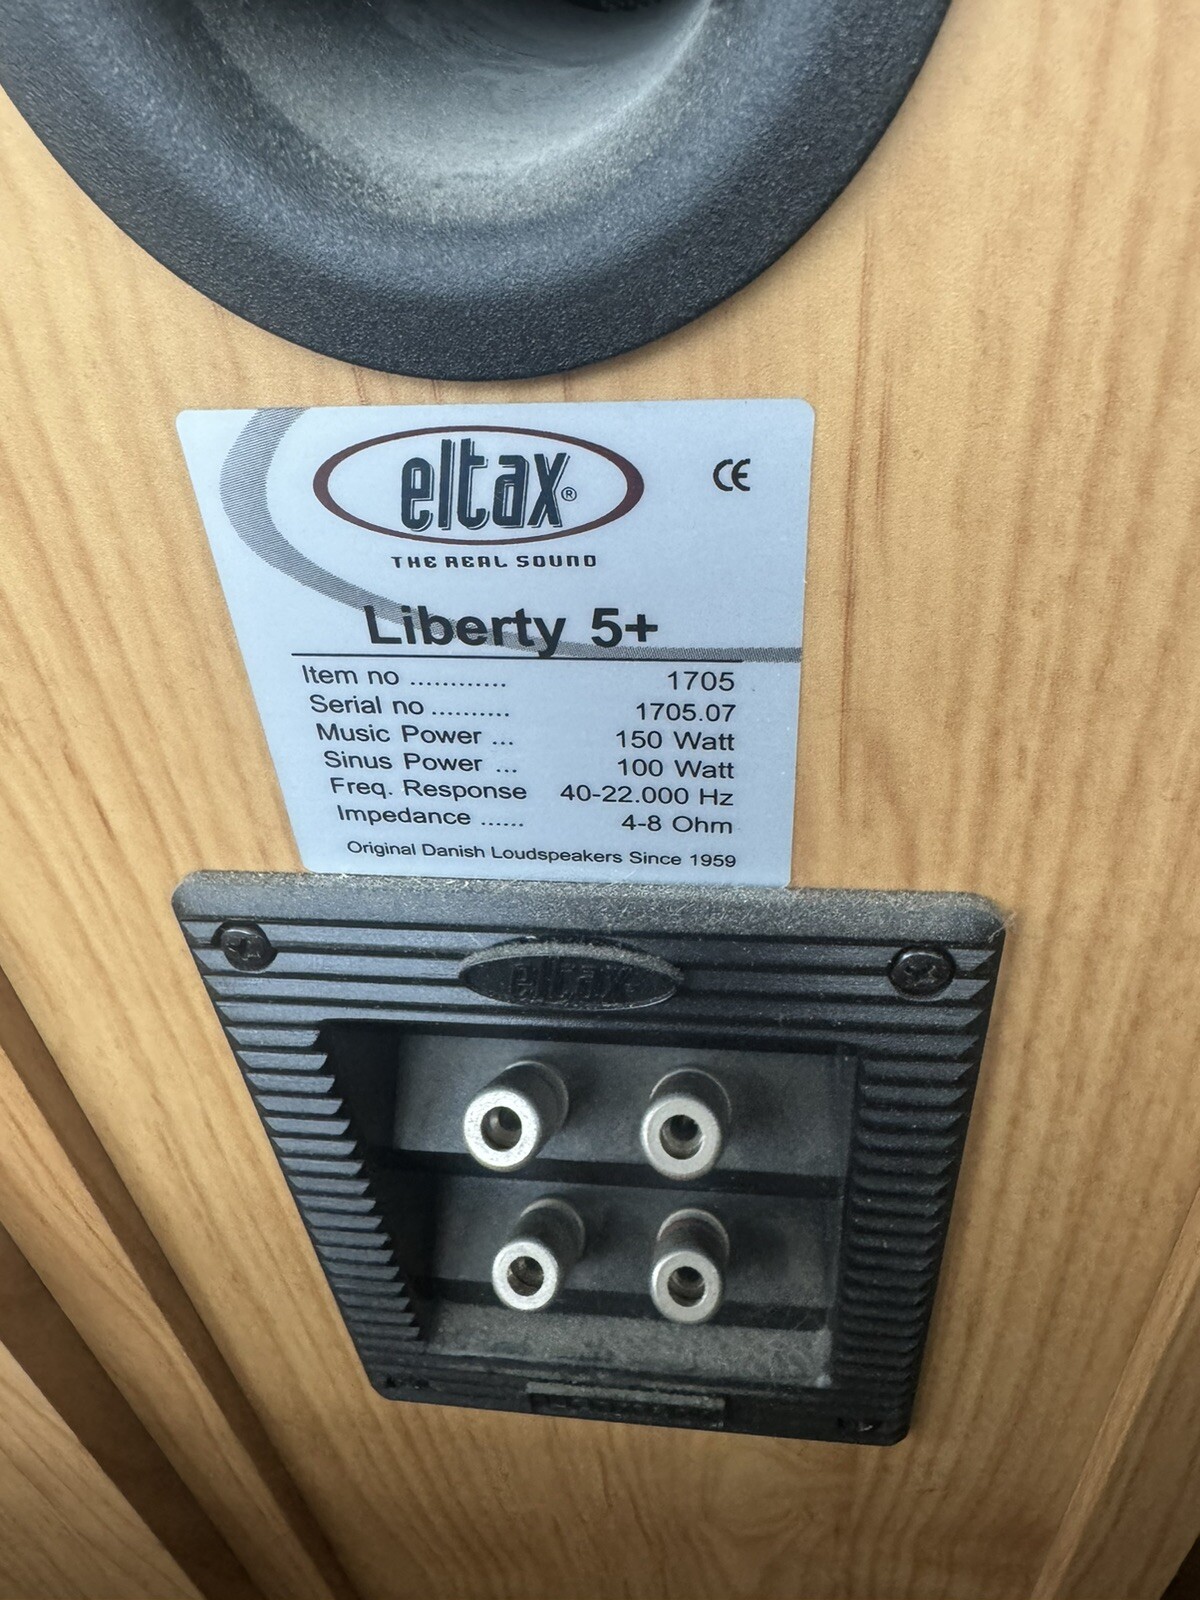 eltax®
CE
THE REAL SOUND
Liberty 5+
Item no ............ 1705
Serial no .......... 1705.07
Music Power ... 150 Watt
Sinus Power ... 100 Watt
Freq. Response 40-22.000 Hz
Impedance ...... 4-8 Ohm
Original Danish Loudspeakers Since 1959
eltax